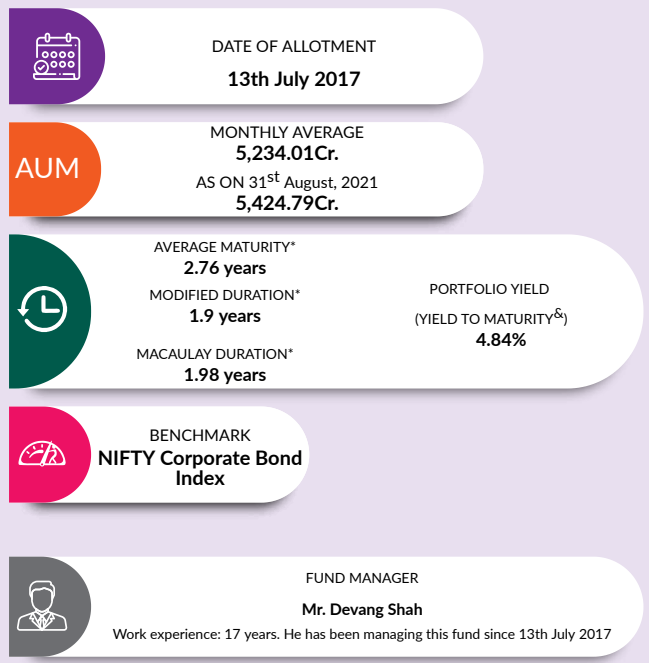 DATE OF ALLOTMENT
13th July 2017
AUM
MONTHLY AVERAGE
5,234.01Cr.
AS ON 31st August, 2021
5,424.79Cr.
AVERAGE MATURITY*
2.76 years
MODIFIED DURATION*
1.9 years
MACAULAY DURATION*
1.98 years
PORTFOLIO YIELD
(YIELD TO MATURITY&)
4.84%
BENCHMARK
NIFTY Corporate Bond
Index
FUND MANAGER
Mr. Devang Shah
Work experience: 17 years. He has been managing this fund since 13th July 2017